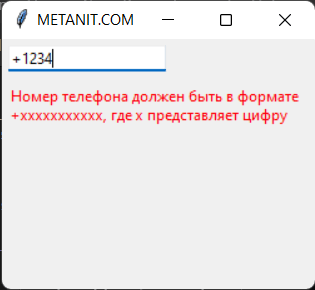 METANIT.COM
+1234
Номер телефона должен быть в формате
+xxxxxxxxxxx, где x представляет цифру